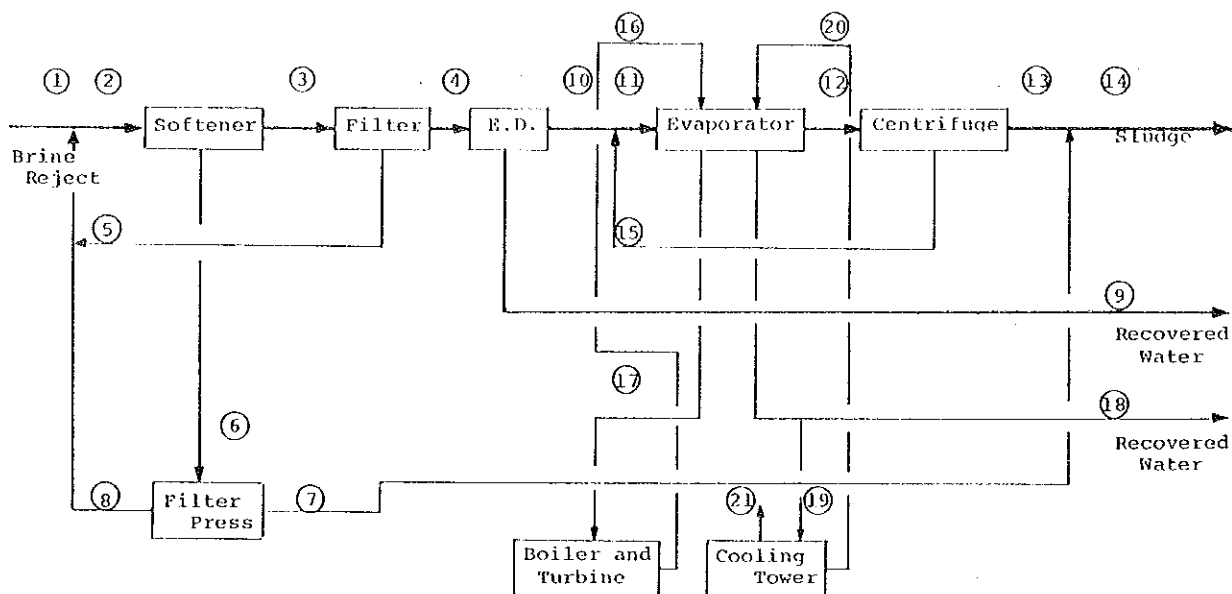 16 20
1 2 3 4 10 11 12 13 14
Softener Filter E.D. Evaporator Centrifuge
Sludge
Brine
Reject
5 15
9
Recovered
Water
17
18
6
Recovered
Water
8 7 21 19
Filter
Press
Boiler and
Turbine
Cooling
Tower